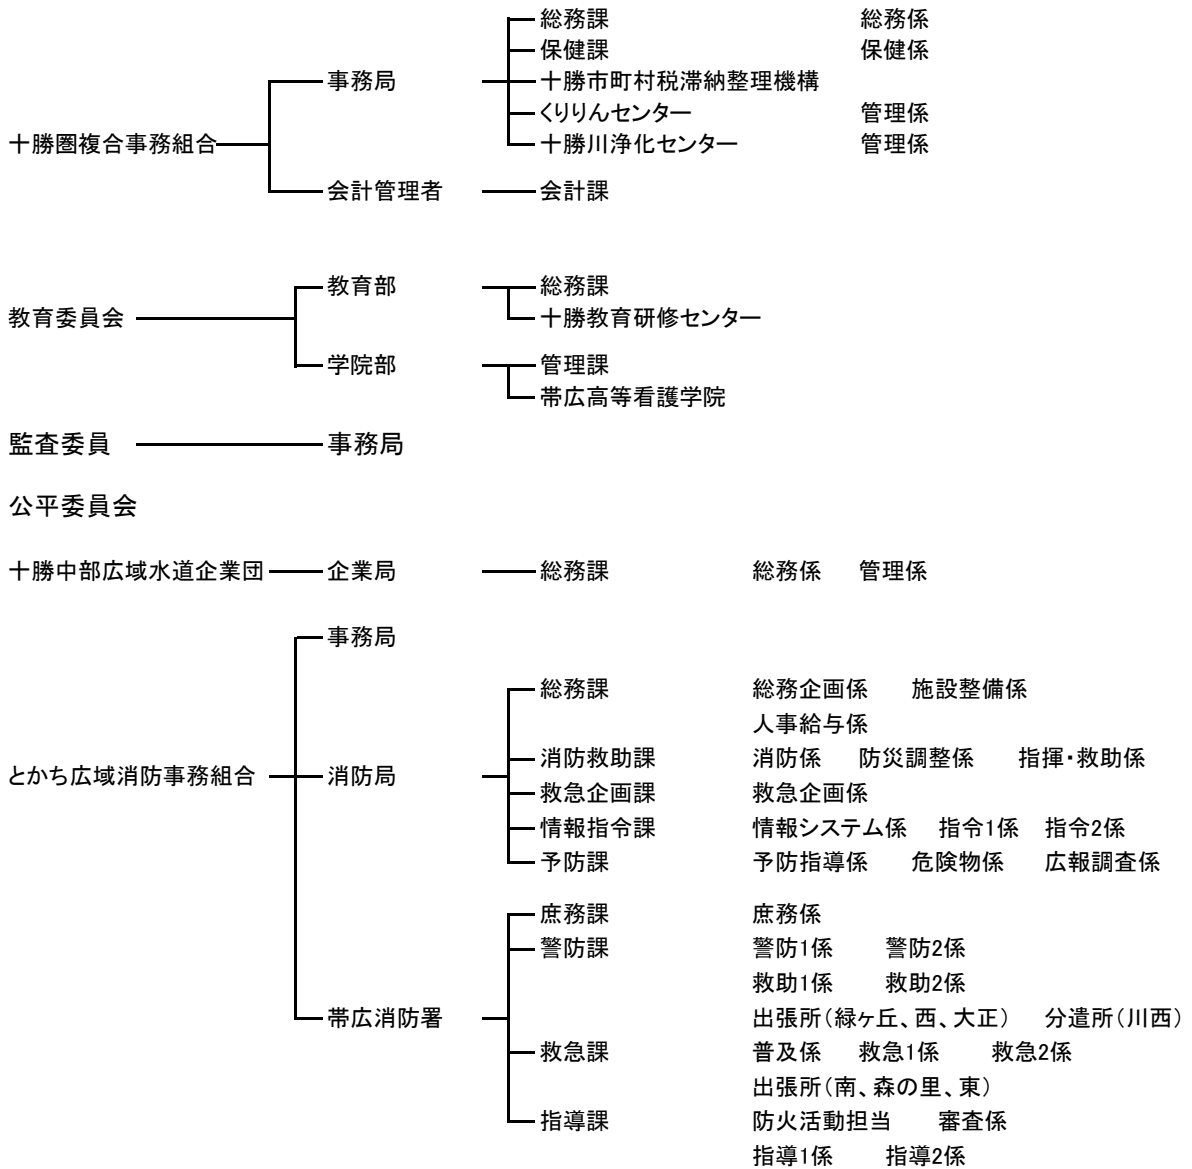 総務課 総務係
保健課 保健係
事務局 十勝市町村税滞納整理機構
くりりんセンター 管理係
十勝圏複合事務組合 十勝川浄化センター 管理係
会計管理者 会計課
教育部 総務課
教育委員会 十勝教育研修センター
学院部 管理課
帯広高等看護学院
監査委員 事務局
公平委員会
十勝中部広域水道企業団 企業局 総務課 総務係 管理係
事務局
総務課 総務企画係 施設整備係
人事給与係
消防救助課 消防係 防災調整係 指揮・救助係
とかち広域消防事務組合 消防局
救急企画課 救急企画係
情報指令課 情報システム係 指令1係 指令2係
予防課 予防指導係 危険物係 広報調査係
庶務課 庶務係
警防課 警防1係 警防2係
救助1係 救助2係
帯広消防署 出張所(緑ヶ丘、西、大正) 分遣所(川西)
救急課 普及係 救急1係 救急2係
出張所(南、森の里、東)
指導課 防火活動担当 審査係
指導1係 指導2係